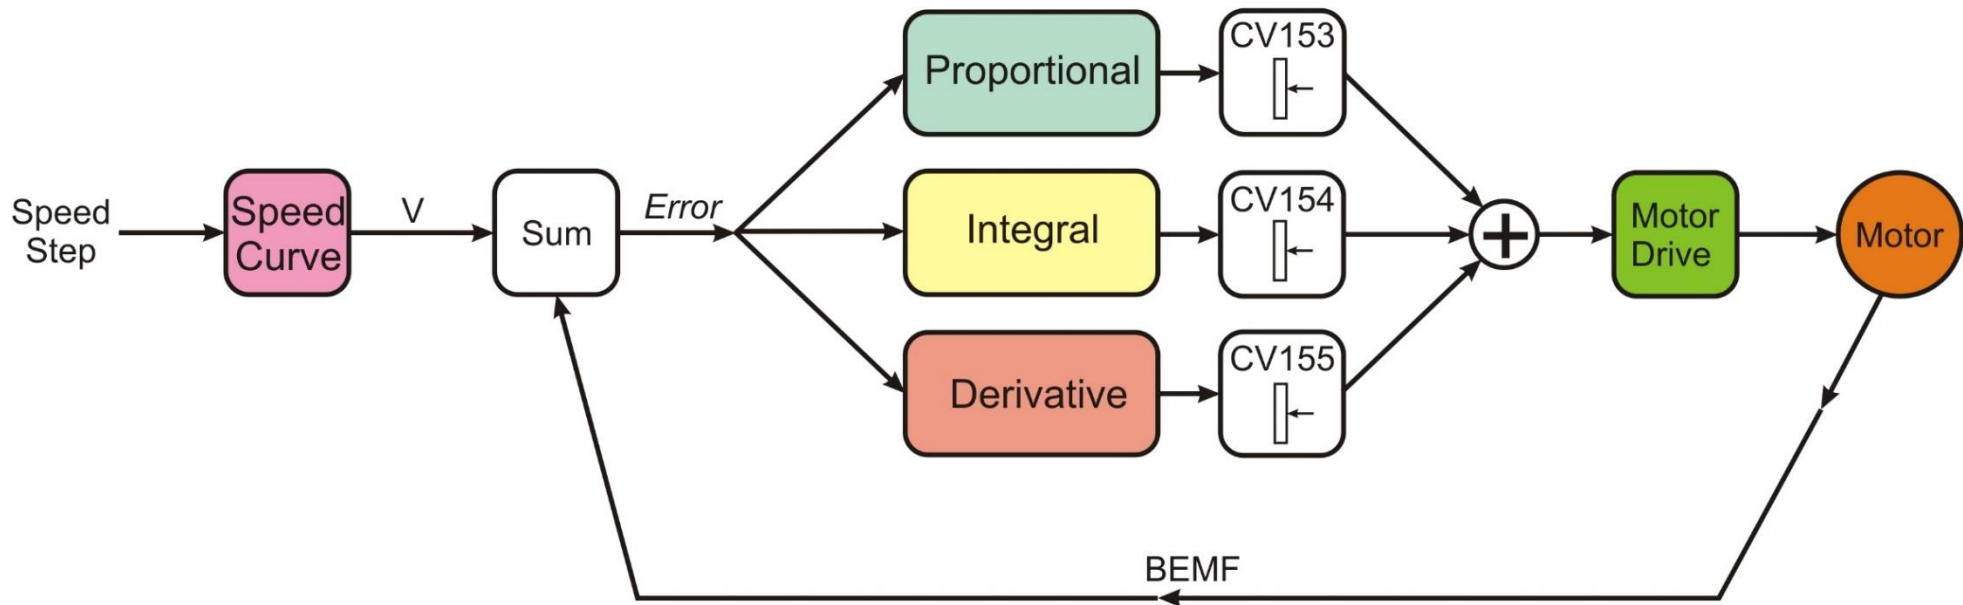 Speed
Step
Speed
Curve
V
Sum
Error
Proportional
CV153
Integral
CV154
Derivative
CV155
+
Motor
Drive
Motor
BEMF